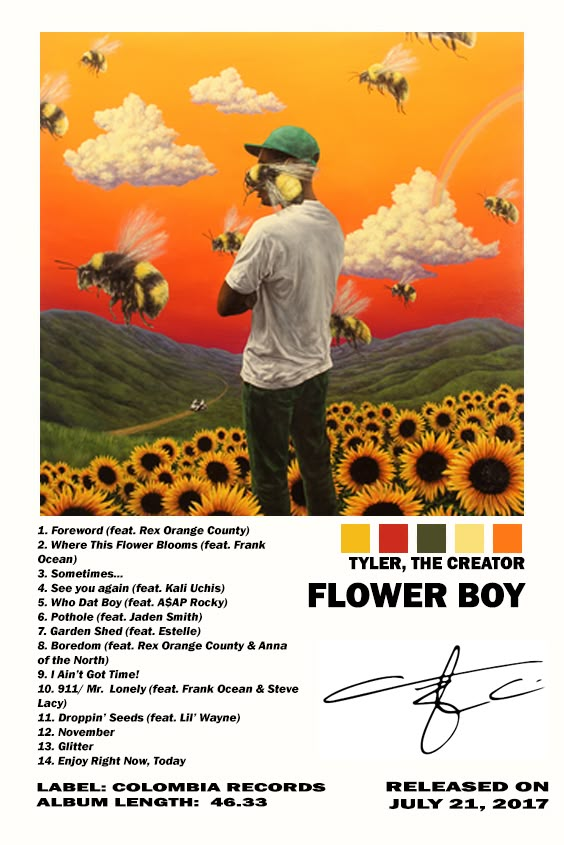 1. Foreword (feat. Rex Orange County)
2. Where This Flower Blooms (feat. Frank
Ocean)
3. Sometimes...
4. See you again (feat. Kali Uchis)
5. Who Dat Boy (feat. A$AP Rocky)
6. Pothole (feat. Jaden Smith)
7. Garden Shed (feat. Estelie)
8. Boredom (feat. Rex Orange County & Anna
of the North)
9. I Ain't Got Time!
10. 911/ Mr. Lonely (feat. Frank Ocean & Steve
Lacy)
11. Droppin' Seeds (feat. Lil' Wayne)
12. November
13. Glitter
14. Enjoy Right Now, Today
TYLER, THE CREATOR
FLOWER BOY
LABEL: COLOMBIA RECORDS
ALBUM LENGTH: 46.33
RELEASED ON
JULY 21, 2017